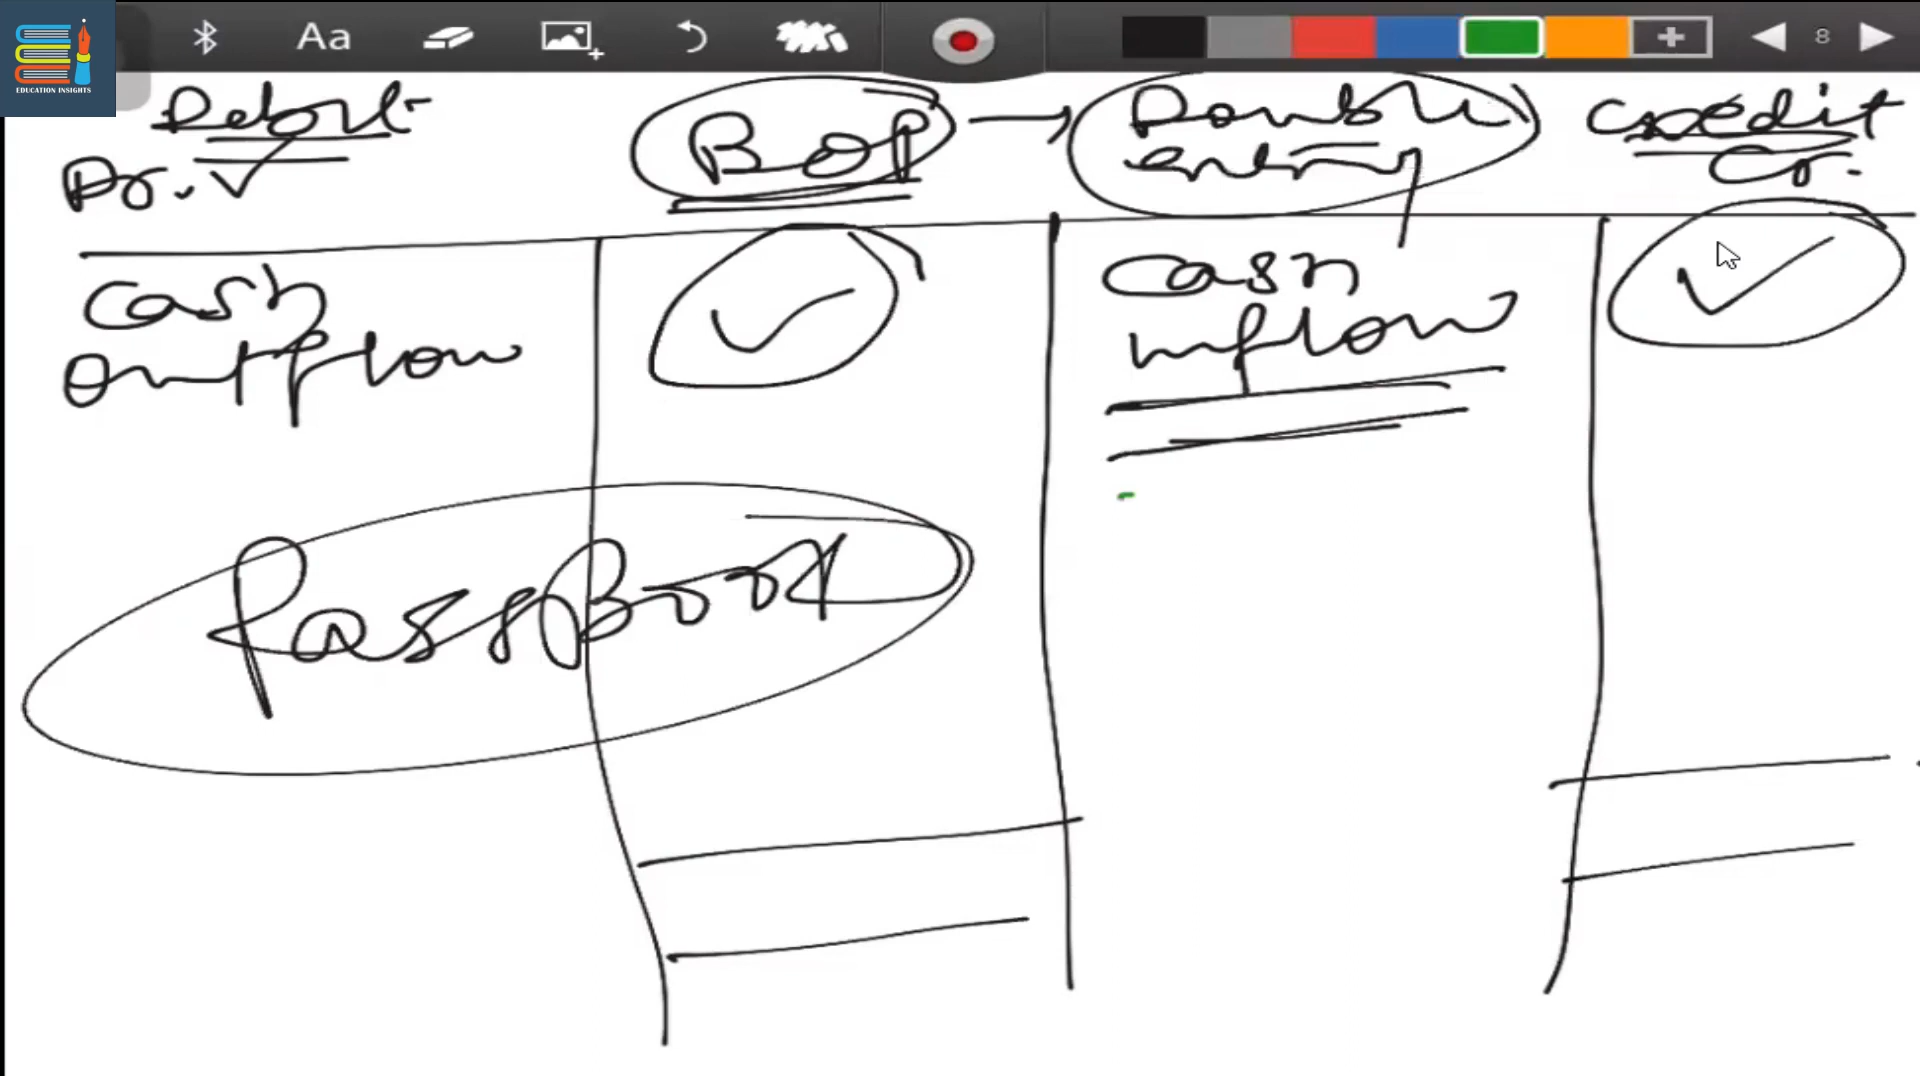 EDUCATION INSIGHTS
Aa
8
Debit
Dr.
BOP
Double
entry
Credit
Cr.
Cash
outflow
Cash
inflow
PassBook